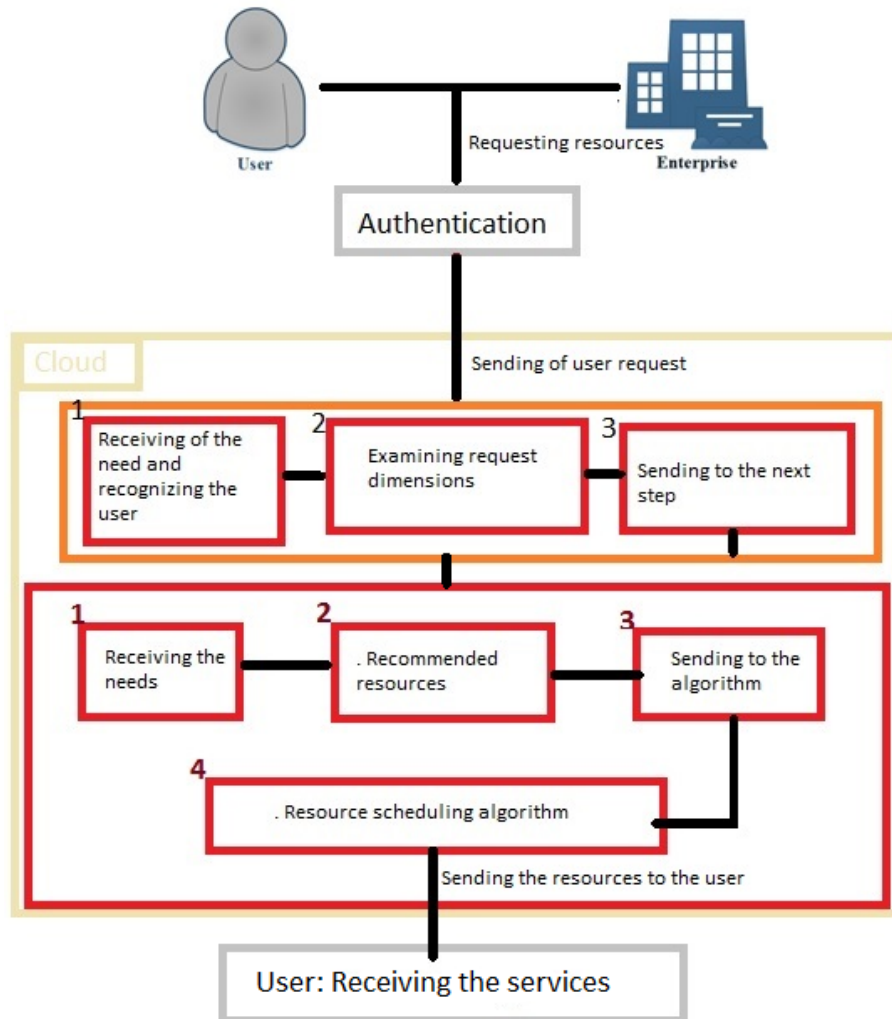 User
Requesting resources
Enterprise
Authentication
Cloud
Sending of user request
1
Receiving of the
need and
recognizing the
user
2
Examining request
dimensions
3
Sending to the next
step
1
Receiving the
needs
2
. Recommended
resources
3
Sending to the
algorithm
4
. Resource scheduling algorithm
Sending the resources to the user
User: Receiving the services